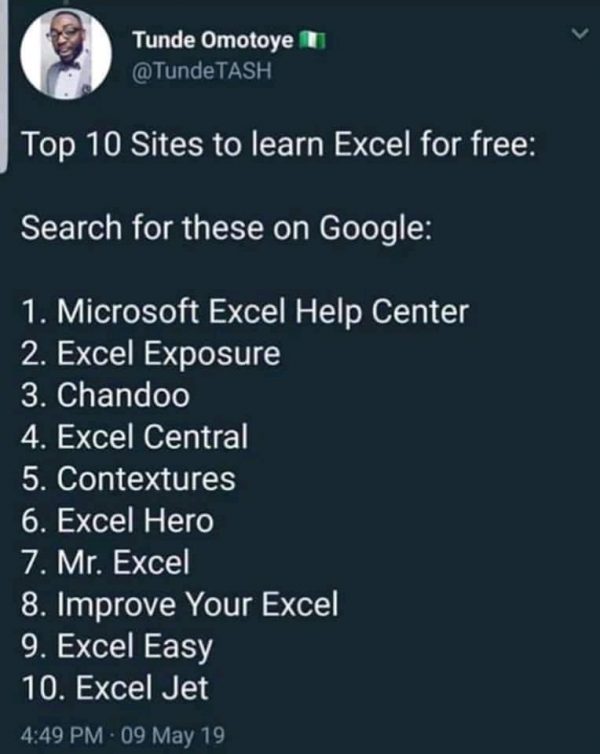 Tunde Omotoye 🇳🇬
@TundeTASH
Top 10 Sites to learn Excel for free:
Search for these on Google:
1. Microsoft Excel Help Center
2. Excel Exposure
3. Chandoo
4. Excel Central
5. Contextures
6. Excel Hero
7. Mr. Excel
8. Improve Your Excel
9. Excel Easy
10. Excel Jet
4:49 PM · 09 May 19